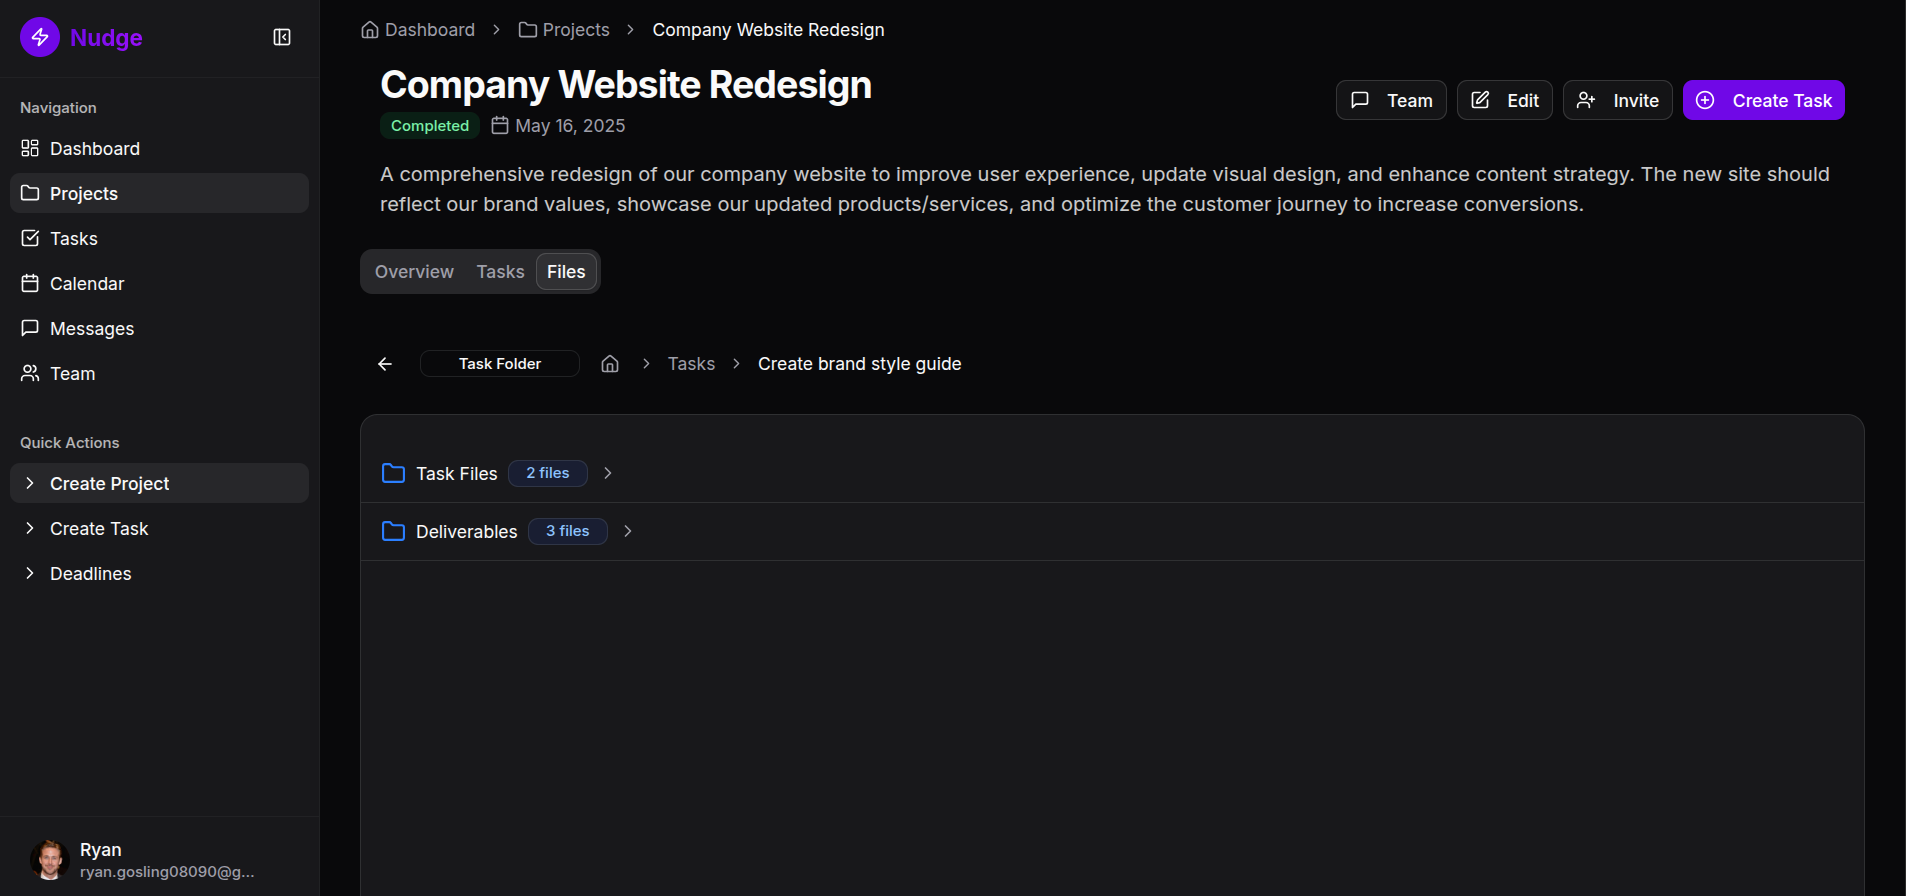 Nudge
Navigation
Dashboard
Projects
Tasks
Calendar
Messages
Team
Quick Actions
Create Project
Create Task
Deadlines
Ryan
ryan.gosling08090@g...
Dashboard > Projects > Company Website Redesign
Company Website Redesign
Completed May 16, 2025
Team Edit Invite Create Task
A comprehensive redesign of our company website to improve user experience, update visual design, and enhance content strategy. The new site should
reflect our brand values, showcase our updated products/services, and optimize the customer journey to increase conversions.
Overview Tasks Files
Task Folder > Tasks > Create brand style guide
Task Files 2 files
Deliverables 3 files